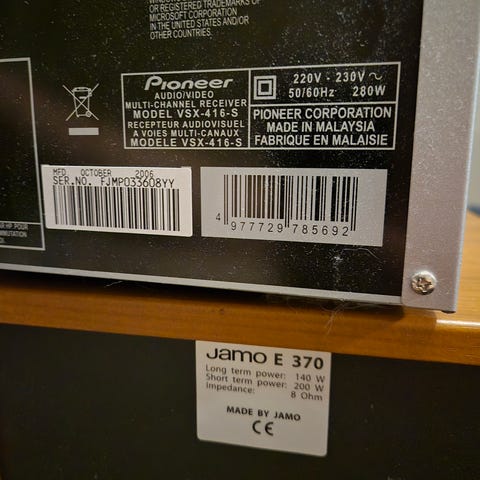 WINDOWS
OR REGISTERED TRADEMARKS OF
MICROSOFT CORPORATION
IN THE UNITED STATES AND/OR
OTHER COUNTRIES.
Pioneer
AUDIO/VIDEO
MULTI-CHANNEL RECEIVER
MODEL VSX-416-S
RECEPTEUR AUDIOVISUEL
A VOIES MULTI-CANAUX
MODELE VSX-416-S
220V - 230V ~
50/60Hz 280W
PIONEER CORPORATION
MADE IN MALAYSIA
FABRIQUE EN MALAISIE
MFD. OCTOBER 2006
SER.NO. FJMP033608YY
4 977729 785692
POUR
Jamo E 370
Long term power: 140 W
Short term power: 200 W
Impedance: 8 Ohm
MADE BY JAMO
CE